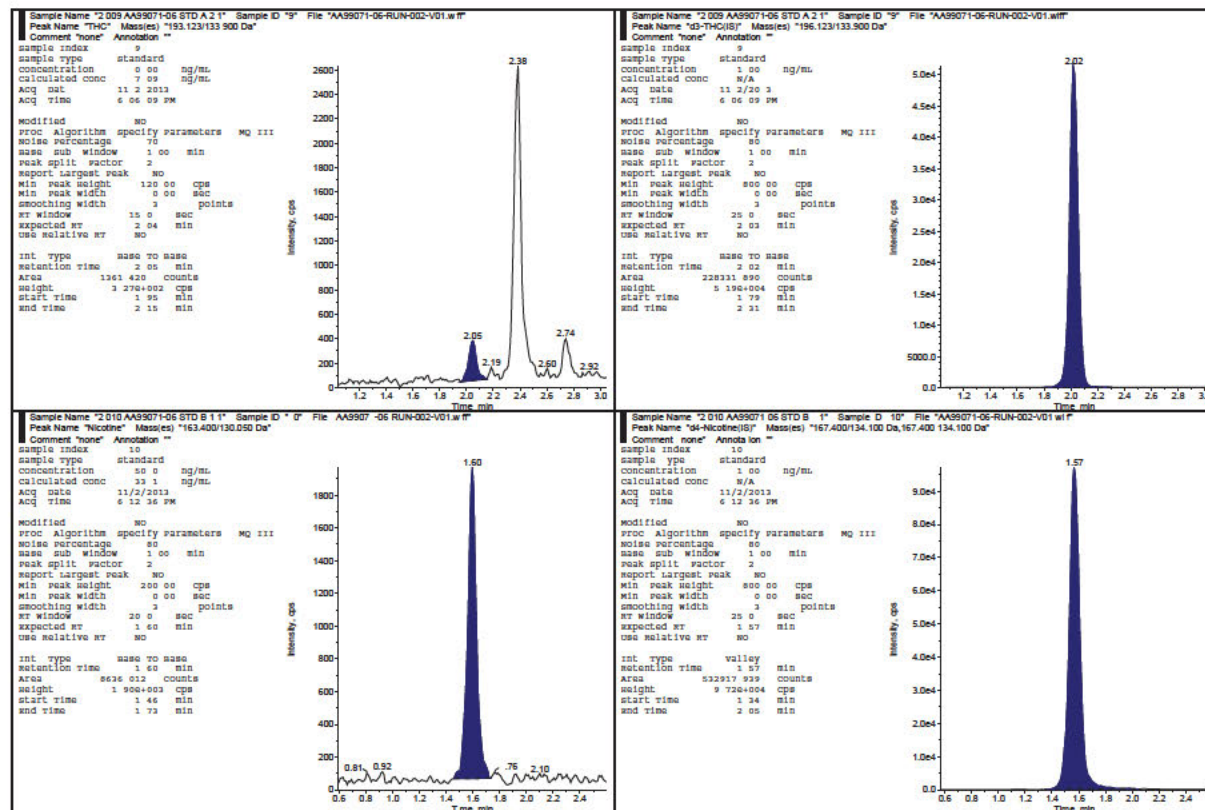 Sample Name "2 009 AA99071-06 STD A 2 1" Sample ID "9" File "AA99071-06-RUN-002-V01.wiff"
Peak Name "THC" Mass(es) "193.123/133 900 Da"
Comment "none" Annotation ""
Sample Index 9
Sample Type standard
Concentration 0 00 ng/mL
Calculated Conc 7 09 ng/mL
Acq Dat 11 2 2013
Acq Time 6 06 09 PM
Modified NO
Proc Algorithm Specify Parameters MQ III
Noise Percentage 70
Base Sub Window 1 00 min
Peak Split Factor 2
Report Largest Peak NO
Min Peak Height 120 00 cps
Min Peak Width 0 00 sec
Smoothing Width 3 points
RT Window 15 0 sec
Expected RT 2 04 min
Use Relative RT NO
Int Type Base To Base
Retention Time 2 05 min
Area 1361 420 counts
Height 3 27e+002 cps
Start Time 1 95 min
End Time 2 15 min
Intensity, cps
2600
2400
2200
2000
1800
1600
1400
1200
1000
800
600
400
200
0
2.38
2.05
2.19
2.60
2.74
2.92
1.2 1.4 1.6 1.8 2.0 2.2 2.4 2.6 2.8 3.0
Time, min
Sample Name "2 009 AA99071-06 STD A 2 1" Sample ID "9" File "AA99071-06-RUN-002-V01.wiff"
Peak Name "d3-THC(IS)" Mass(es) "196.123/133.900 Da"
Comment "none" Annotation ""
Sample Index 9
Sample Type standard
Concentration 1 00 ng/mL
Calculated Conc N/A
Acq Date 11 2/20 3
Acq Time 6 06 09 PM
Modified NO
Proc Algorithm Specify Parameters MQ III
Noise Percentage 80
Base Sub Window 1 00 min
Peak Split Factor 2
Report Largest Peak NO
Min Peak Height 800 00 cps
Min Peak Width 0 00 sec
Smoothing Width 3 points
RT Window 25 0 sec
Expected RT 2 03 min
Use Relative RT NO
Int Type Base To Base
Retention Time 2 02 min
Area 228331 890 counts
Height 5 19e+004 cps
Start Time 1 79 min
End Time 2 31 min
Intensity, cps
5.0e4
4.5e4
4.0e4
3.5e4
3.0e4
2.5e4
2.0e4
1.5e4
1.0e4
5000.0
0.0
2.02
1.2 1.4 1.6 1.8 2.0 2.2 2.4 2.6 2.8
Time, min
Sample Name "2 010 AA99071-06 STD B 1 1" Sample ID " 0" File "AA9907 -06 RUN-002-V01.w ff"
Peak Name "Nicotine" Mass(es) "163.400/130.050 Da"
Comment "none" Annotation ""
Sample Index 10
Sample Type standard
Concentration 50 0 ng/mL
Calculated Conc 33 1 ng/mL
Acq Date 11/2/2013
Acq Time 6 12 36 PM
Modified NO
Proc Algorithm Specify Parameters MQ III
Noise Percentage 80
Base Sub Window 1 00 min
Peak Split Factor 2
Report Largest Peak NO
Min Peak Height 200 00 cps
Min Peak Width 0 00 sec
Smoothing Width 3 points
RT Window 20 0 sec
Expected RT 1 60 min
Use Relative RT NO
Int Type Base To Base
Retention Time 1 60 min
Area 8636 012 counts
Height 1 90e+003 cps
Start Time 1 46 min
End Time 1 73 min
Intensity, cps
1800
1600
1400
1200
1000
800
600
400
200
0
1.60
0.81
0.92
.76
2.10
0.6 0.8 1.0 1.2 1.4 1.6 1.8 2.0 2.2 2.4
Time, min
Sample Name "2 010 AA99071 06 STD B 1" Sample D 10" File "AA99071-06-RUN-002-V01 wi f"
Peak Name "d4-Nicotine(IS)" Mass(es) "167.400/134.100 Da,167.400 134.100 Da"
Comment none" Annota ion ""
Sample Index 10
Sample ype standard
Concentration 1 00 ng/mL
Calculated Conc N/A
Acq Date 11/2/2013
Acq Time 6 12 36 PM
Modified NO
Proc Algorithm Specify Parameters MQ III
Noise Percentage 80
Base Sub Window 1 00 min
Peak Split Factor 2
Report Largest Peak NO
Min Peak Height 800 00 cps
Min Peak Width 0 00 sec
Smoothing Width 3 points
RT Window 25 0 sec
Expected RT 1 57 min
Use Relative RT NO
Int Type Valley
Retention Time 1 57 min
Area 532917 939 counts
Height 9 72e+004 cps
Start Time 1 34 min
End Time 2 05 min
Intensity, cps
9.0e4
8.0e4
7.0e4
6.0e4
5.0e4
4.0e4
3.0e4
2.0e4
1.0e4
0.0
1.57
0.6 0.8 1.0 1.2 1.4 1.6 1.8 2.0 2.2 2.4
Time, min